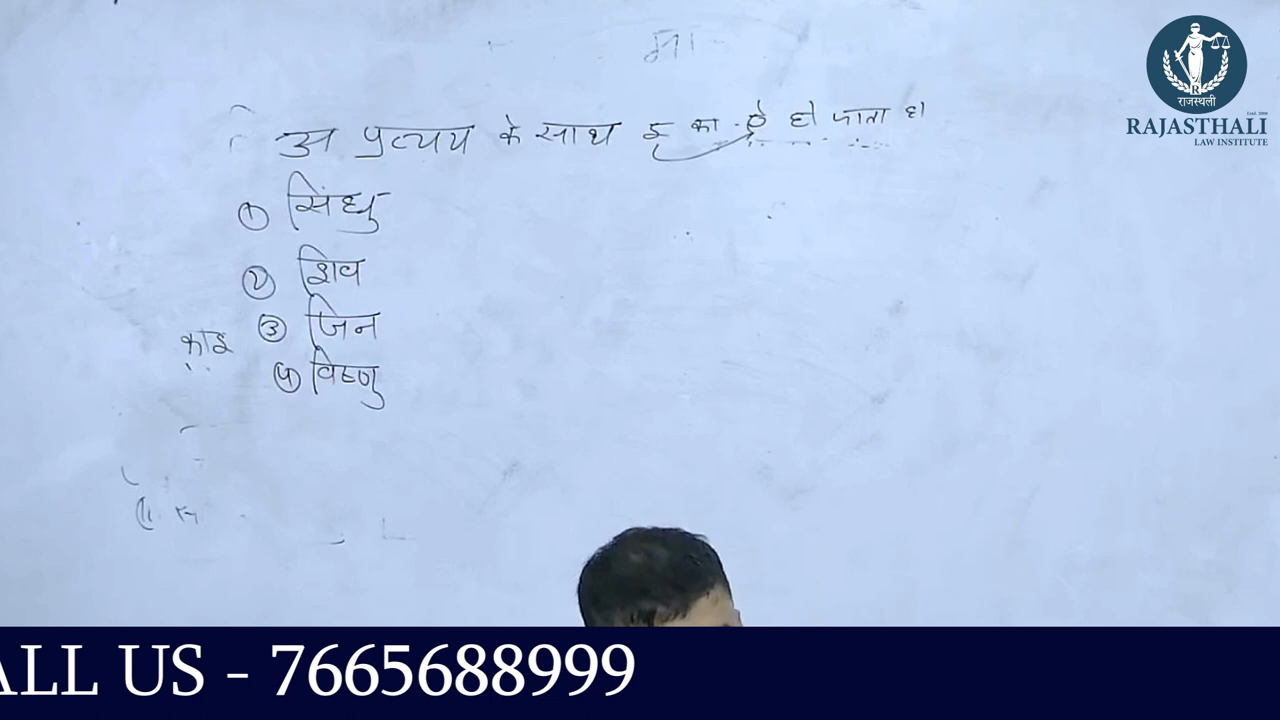 अ प्रत्यय के साथ इ का ऐ हो जाता है।
① सिंधु
② शिव
③ जिन
④ विष्णु
राजस्थली
RAJASTHALI
LAW INSTITUTE
ALL US - 7665688999